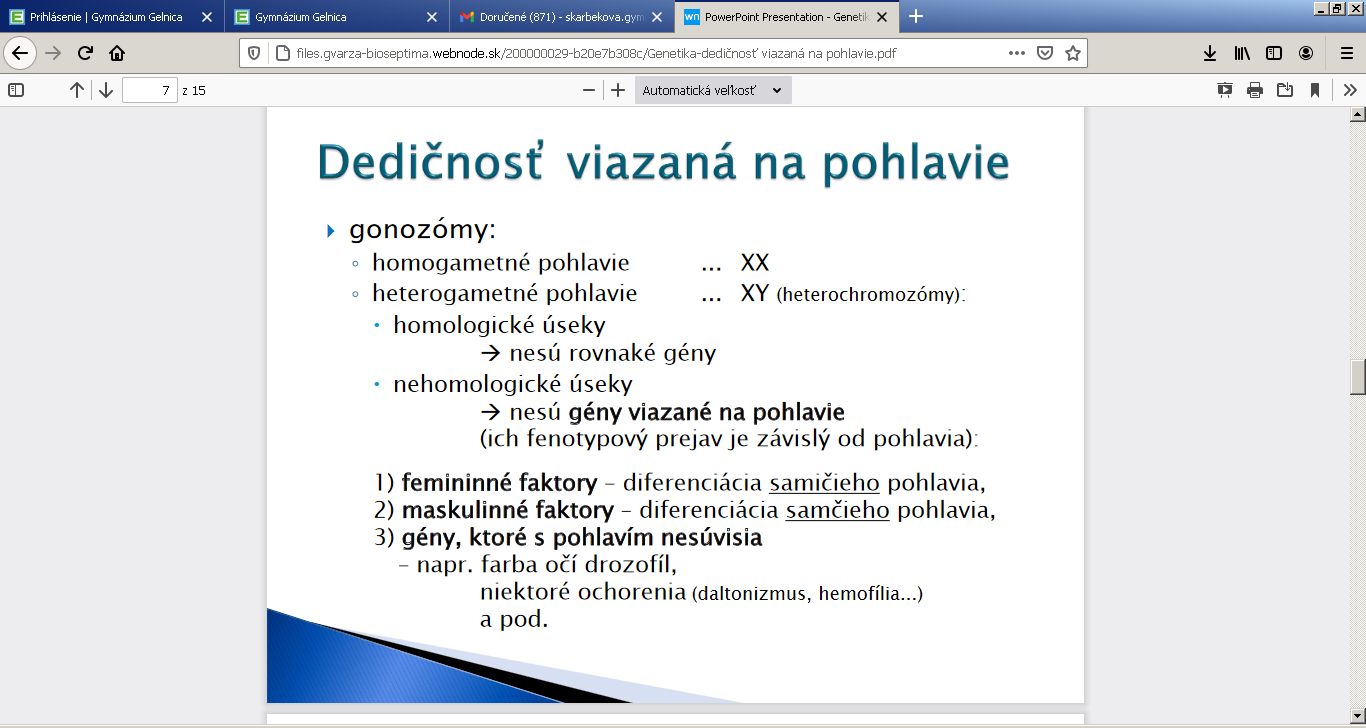 Prihlásenie | Gymnázium Gelnica
Gymnázium Gelnica
Doručené (871) - skarbekova.gym
PowerPoint Presentation - Genetik
files.gvarza-bioseptima.webnode.sk/200000029-b20e7b308c/Genetika-dedičnosť viazaná na pohlavie.pdf
7 z 15
Automatická veľkosť
Dedičnosť viazaná na pohlavie
gonozómy:
homogametné pohlavie ... XX
heterogametné pohlavie ... XY (heterochromozómy):
homologické úseky
→ nesú rovnaké gény
nehomologické úseky
→ nesú gény viazané na pohlavie
(ich fenotypový prejav je závislý od pohlavia):
1) femininné faktory – diferenciácia samičieho pohlavia,
2) maskulinné faktory – diferenciácia samčieho pohlavia,
3) gény, ktoré s pohlavím nesúvisia
– napr. farba očí drozofíl,
niektoré ochorenia (daltonizmus, hemofília...)
a pod.